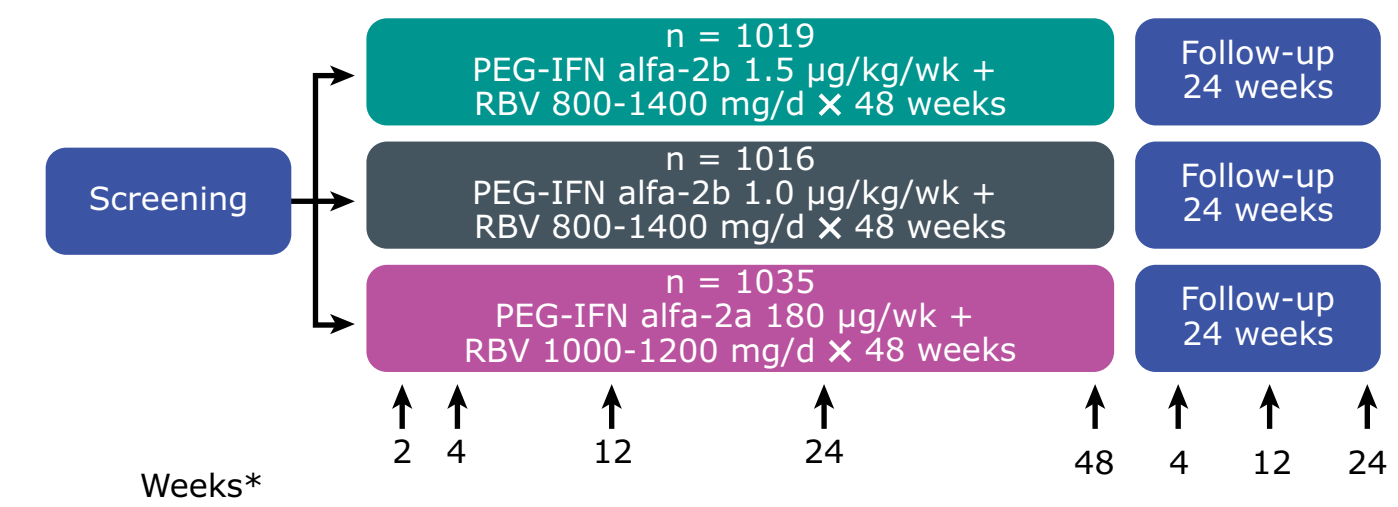 Screening
n = 1019
PEG-IFN alfa-2b 1.5 µg/kg/wk +
RBV 800-1400 mg/d × 48 weeks
Follow-up
24 weeks
n = 1016
PEG-IFN alfa-2b 1.0 µg/kg/wk +
RBV 800-1400 mg/d × 48 weeks
Follow-up
24 weeks
n = 1035
PEG-IFN alfa-2a 180 µg/wk +
RBV 1000-1200 mg/d × 48 weeks
Follow-up
24 weeks
2 4 12 24 48 4 12 24
Weeks*